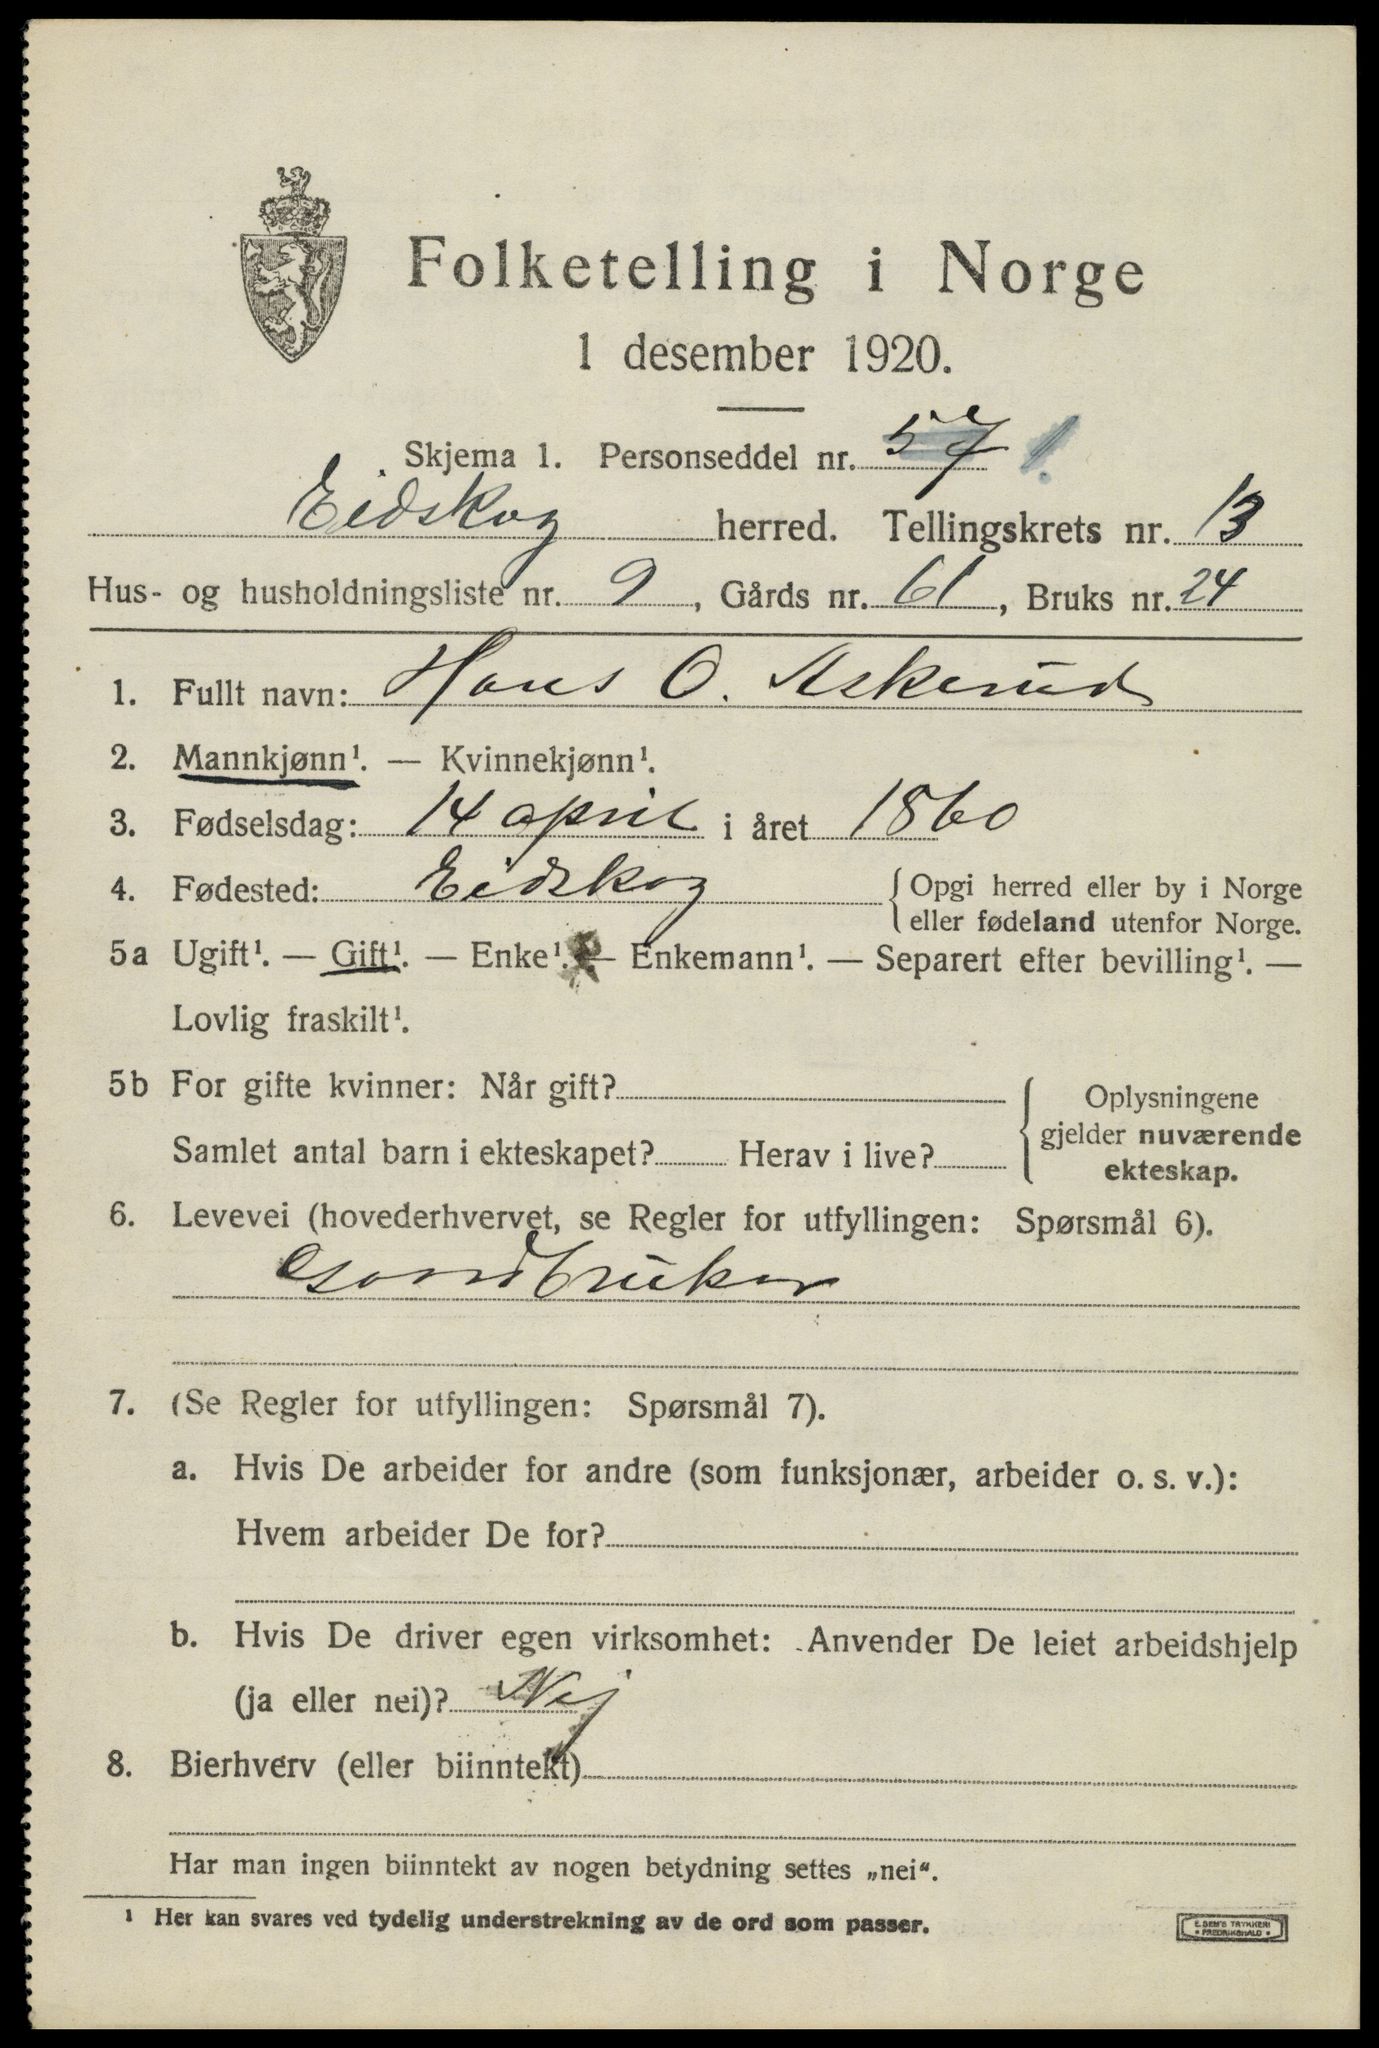 Folketelling i Norge
1 desember 1920.
Skjema 1. Personseddel nr. 57 1.
Eidskog herred. Tellingskrets nr. 13
Hus- og husholdningsliste nr. 9, Gårds nr. 61, Bruks nr. 24
1. Fullt navn: Hans O. Askerud
2. Mannkjønn¹. — Kvinnekjønn¹.
3. Fødselsdag: 14 april i året 1860
4. Fødested: Eidskog {Opgi herred eller by i Norge
eller fødeland utenfor Norge.
5a Ugift¹. — Gift¹. — Enke¹. — Enkemann¹. — Separert efter bevilling¹. —
Lovlig fraskilt¹.
5b For gifte kvinner: Når gift?
Samlet antal barn i ekteskapet? Herav i live?
Oplysningene
gjelder nuværende
ekteskap.
6. Levevei (hovederhvervet, se Regler for utfyllingen: Spørsmål 6).
Gaardbruker
7. (Se Regler for utfyllingen: Spørsmål 7).
a. Hvis De arbeider for andre (som funksjonær, arbeider o. s. v.):
Hvem arbeider De for?
b. Hvis De driver egen virksomhet: Anvender De leiet arbeidshjelp
(ja eller nei)? Nej
8. Bierhverv (eller biinntekt)
Har man ingen biinntekt av nogen betydning settes „nei“.
¹ Her kan svares ved tydelig understrekning av de ord som passer.
E. SEM'S TRYKKERI
• FREDRIKSHALD •